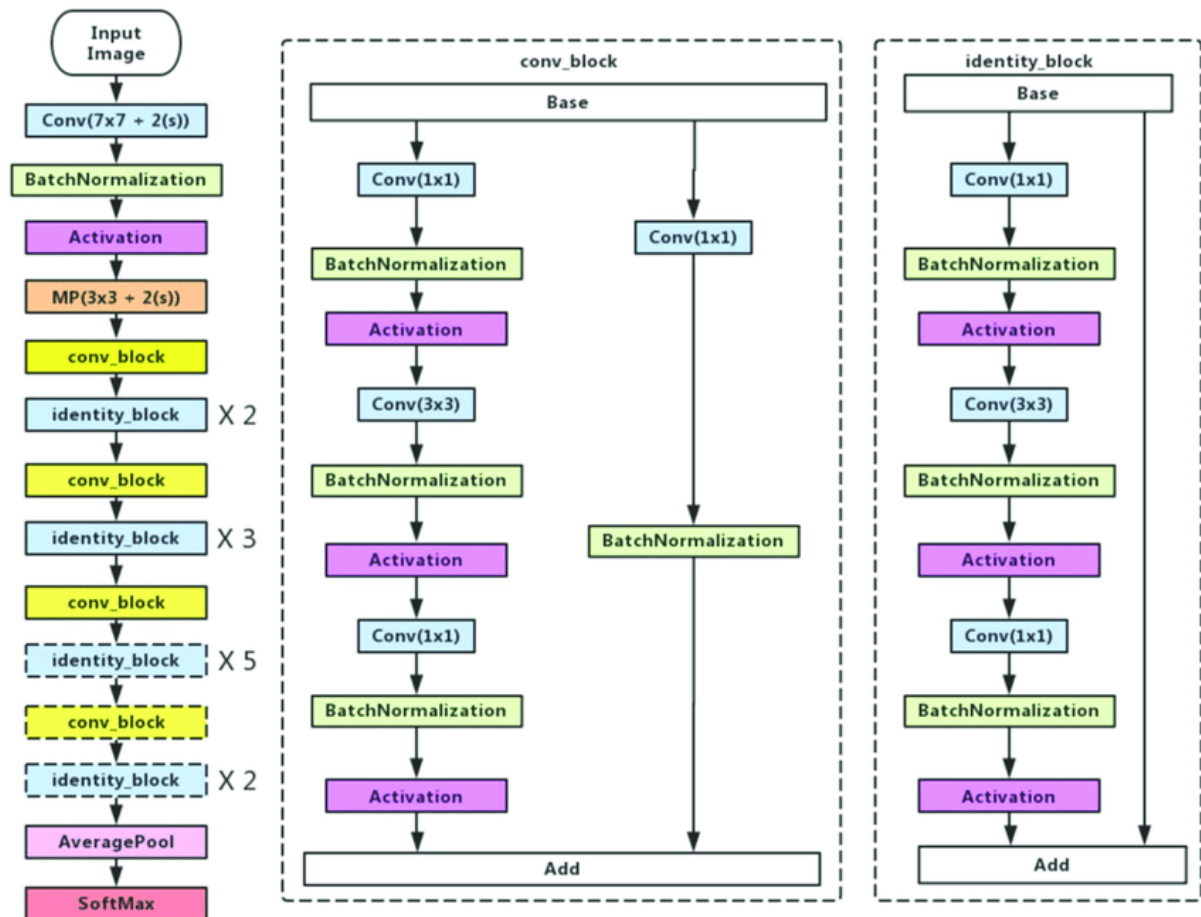 Input
Image
Conv(7x7 + 2(s))
BatchNormalization
Activation
MP(3x3 + 2(s))
conv_block
identity_block X 2
conv_block
identity_block X 3
conv_block
identity_block X 5
conv_block
identity_block X 2
AveragePool
SoftMax
conv_block
Base
Conv(1x1)
BatchNormalization
Activation
Conv(3x3)
BatchNormalization
Activation
Conv(1x1)
BatchNormalization
Activation
Conv(1x1)
BatchNormalization
Add
identity_block
Base
Conv(1x1)
BatchNormalization
Activation
Conv(3x3)
BatchNormalization
Activation
Conv(1x1)
BatchNormalization
Activation
Add